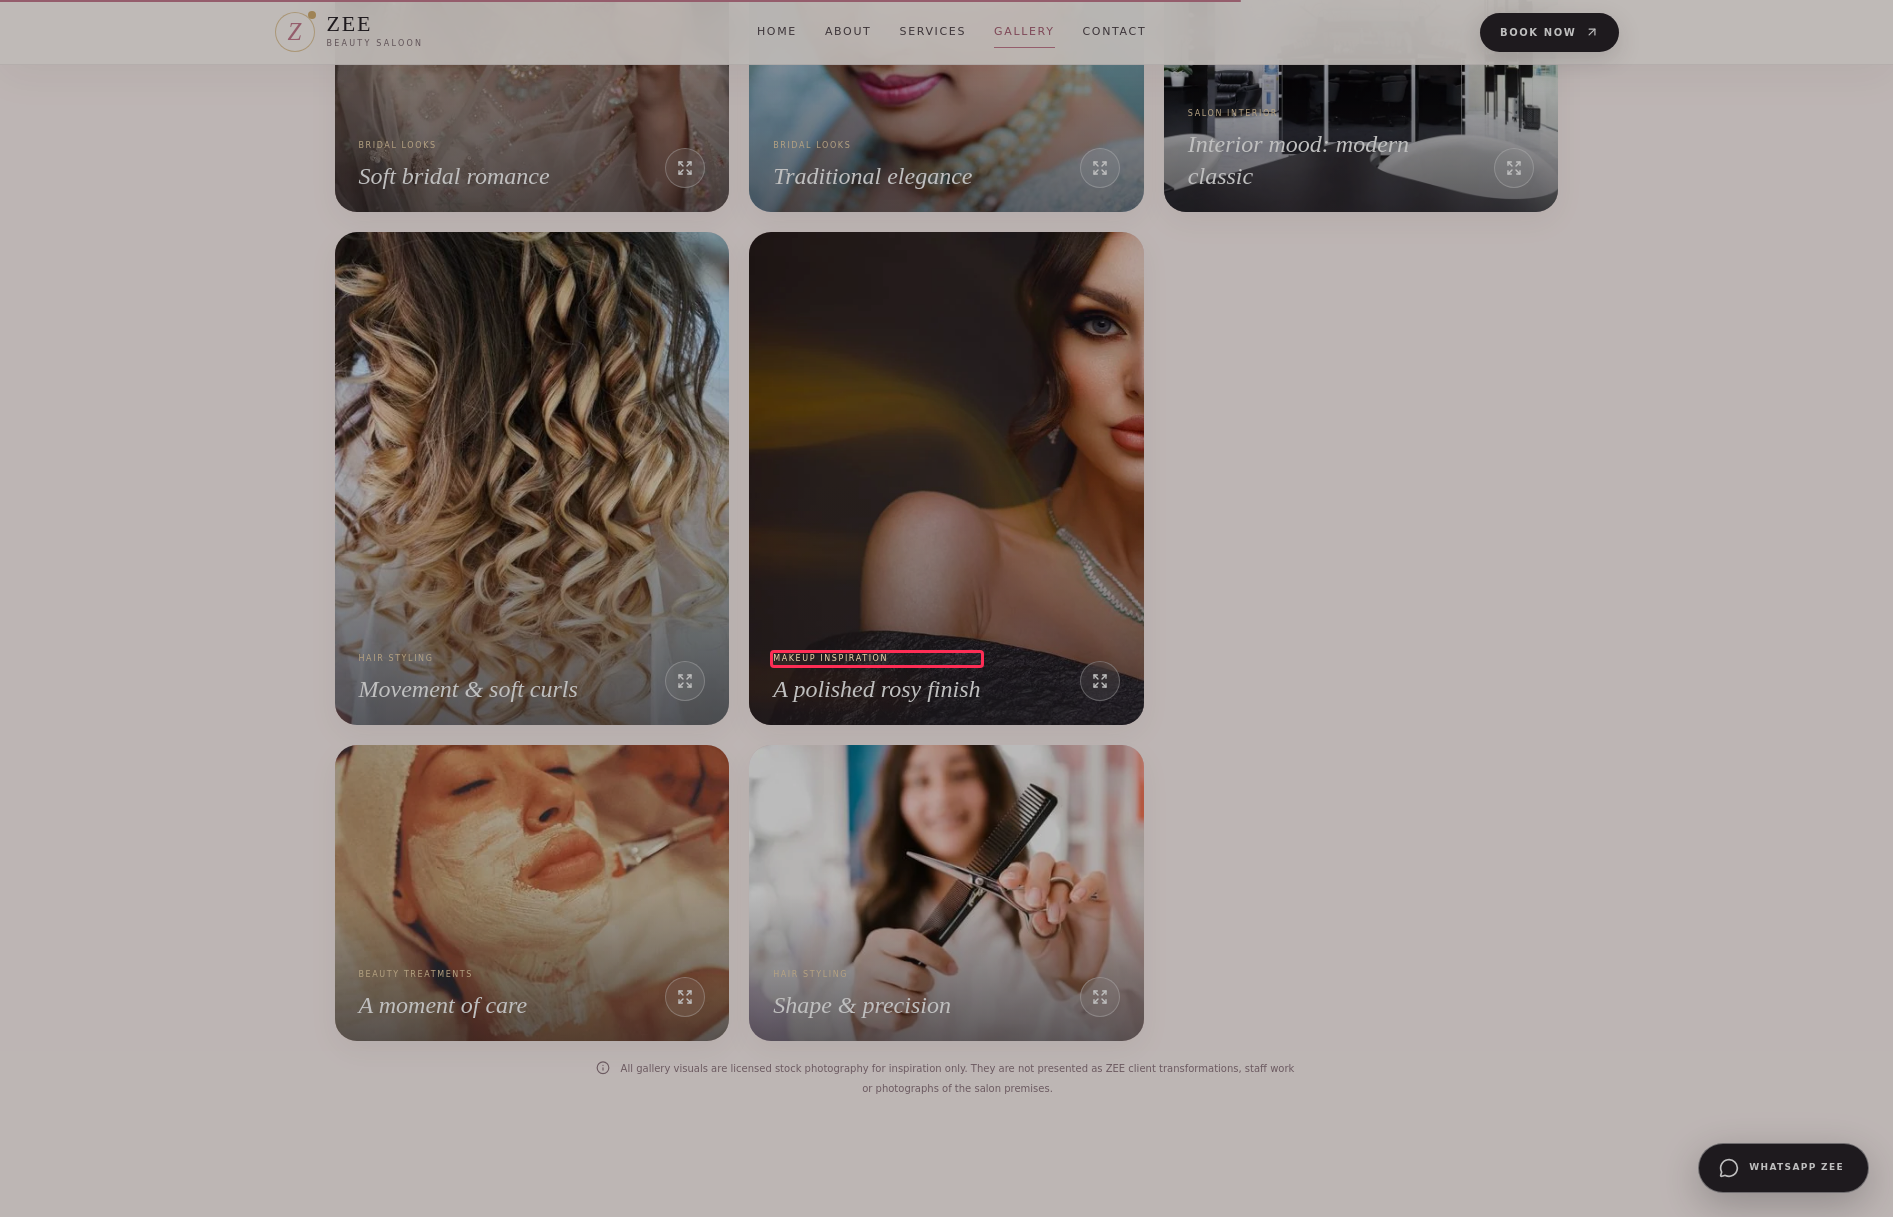 Z
ZEE
BEAUTY SALOON
HOME
ABOUT
SERVICES
GALLERY
CONTACT
BOOK NOW
BRIDAL LOOKS
Soft bridal romance
BRIDAL LOOKS
Traditional elegance
SALON INTERIOR
Interior mood: modern
classic
HAIR STYLING
Movement & soft curls
MAKEUP INSPIRATION
A polished rosy finish
BEAUTY TREATMENTS
A moment of care
HAIR STYLING
Shape & precision
All gallery visuals are licensed stock photography for inspiration only. They are not presented as ZEE client transformations, staff work
or photographs of the salon premises.
WHATSAPP ZEE